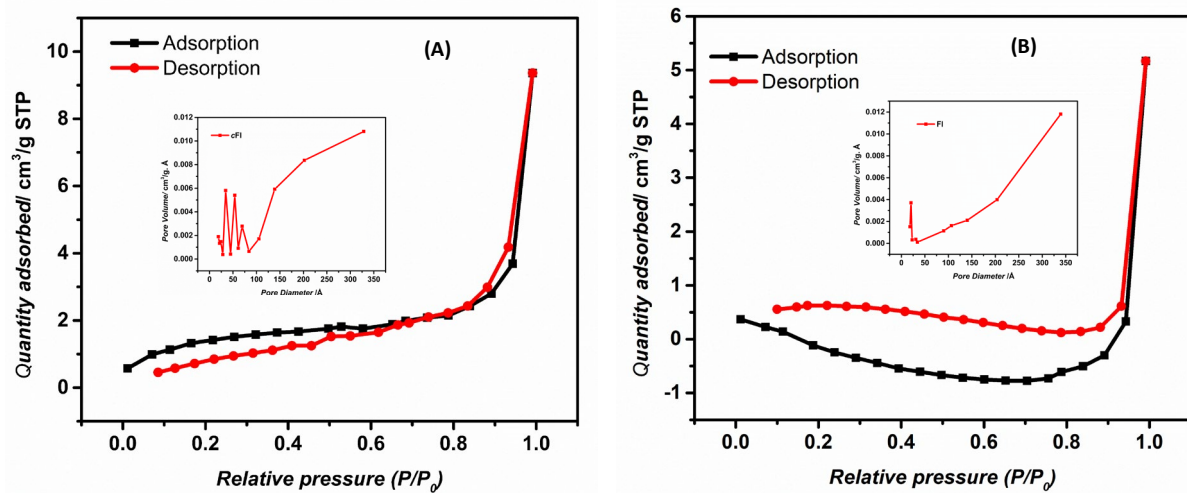 (A)
Adsorption
Desorption
Quantity adsorbed/ cm³/g STP
10
8
6
4
2
0
0.0 0.2 0.4 0.6 0.8 1.0
Relative pressure (P/P₀)
cFI
Pore Volume/ cm³/g. Å
0.012
0.010
0.008
0.006
0.004
0.002
0.000
0 50 100 150 200 250 300 350
Pore Diameter /Å
(B)
Adsorption
Desorption
Quantity adsorbed/ cm³/g STP
6
5
4
3
2
1
0
-1
0.0 0.2 0.4 0.6 0.8 1.0
Relative pressure (P/P₀)
FI
Pore Volume/ cm³/g. Å
0.012
0.010
0.008
0.006
0.004
0.002
0.000
0 50 100 150 200 250 300 350
Pore Diameter /Å